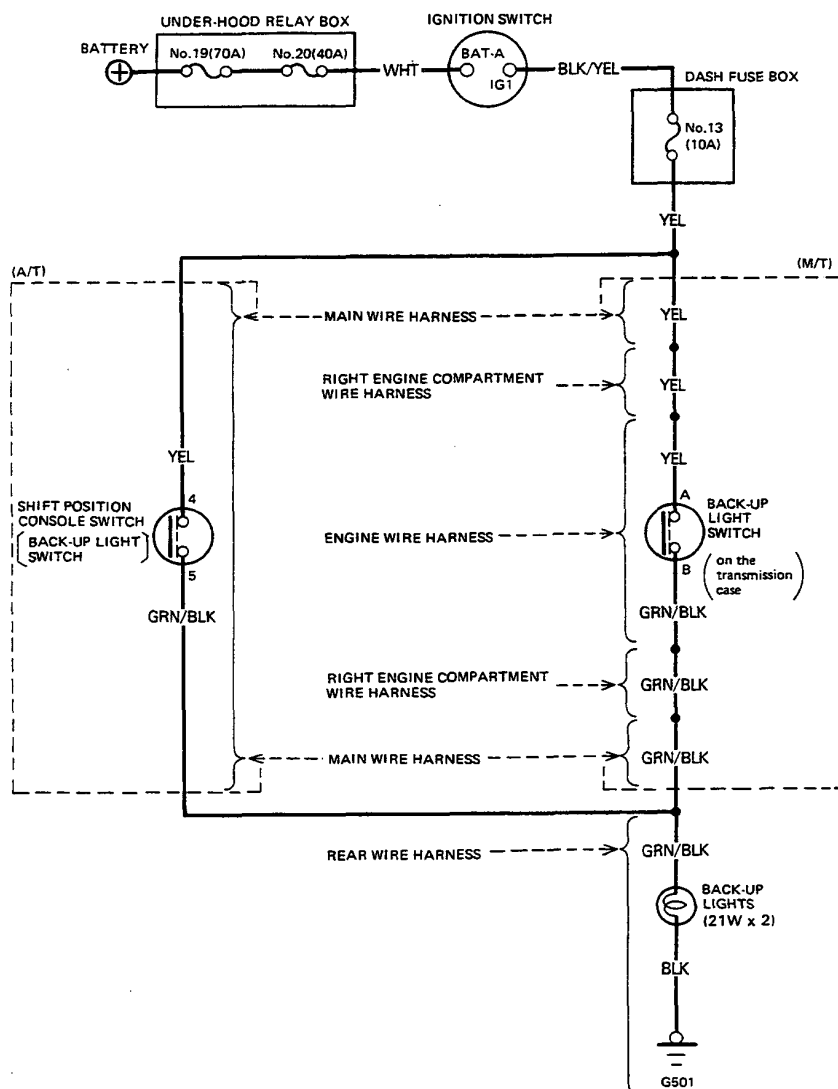 UNDER-HOOD RELAY BOX
IGNITION SWITCH
BATTERY
No.19(70A)
No.20(40A)
WHT
BAT-A
IG1
BLK/YEL
DASH FUSE BOX
No.13
(10A)
YEL
(A/T)
(M/T)
MAIN WIRE HARNESS
YEL
RIGHT ENGINE COMPARTMENT
WIRE HARNESS
YEL
YEL
YEL
SHIFT POSITION
CONSOLE SWITCH
BACK-UP LIGHT
SWITCH
4
5
ENGINE WIRE HARNESS
A
B
BACK-UP
LIGHT
SWITCH
on the
transmission
case
GRN/BLK
GRN/BLK
RIGHT ENGINE COMPARTMENT
WIRE HARNESS
GRN/BLK
MAIN WIRE HARNESS
GRN/BLK
REAR WIRE HARNESS
GRN/BLK
BACK-UP
LIGHTS
(21W x 2)
BLK
G501